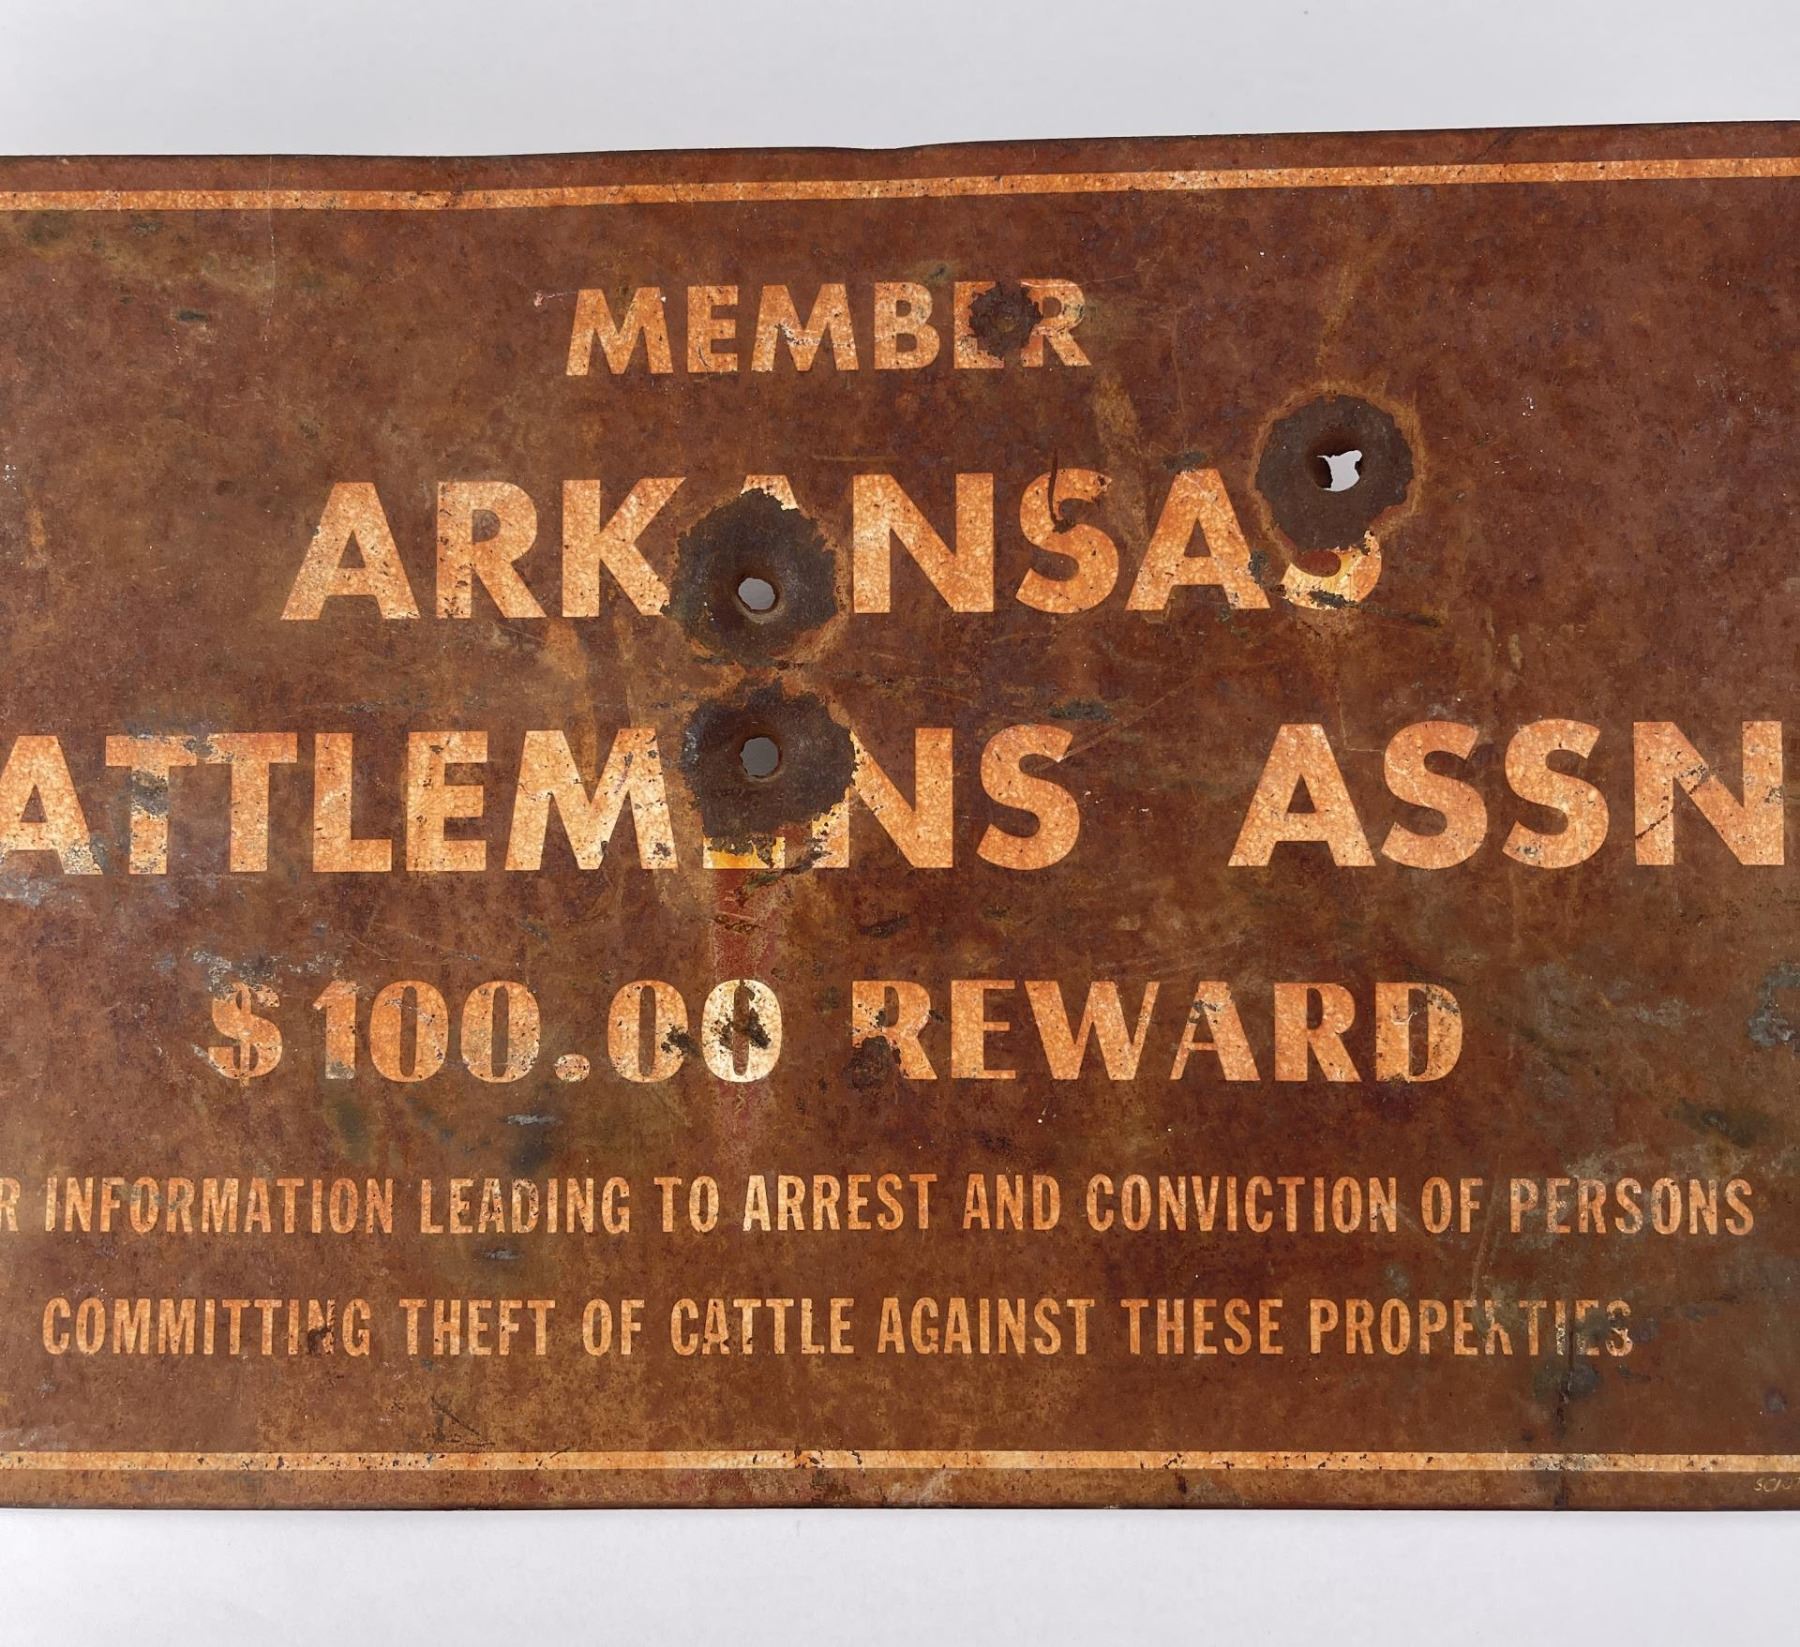 MEMBER
ARKANSAS
ATTLEMENS ASSN
$100.00 REWARD
R INFORMATION LEADING TO ARREST AND CONVICTION OF PERSONS
COMMITTING THEFT OF CATTLE AGAINST THESE PROPERTIES